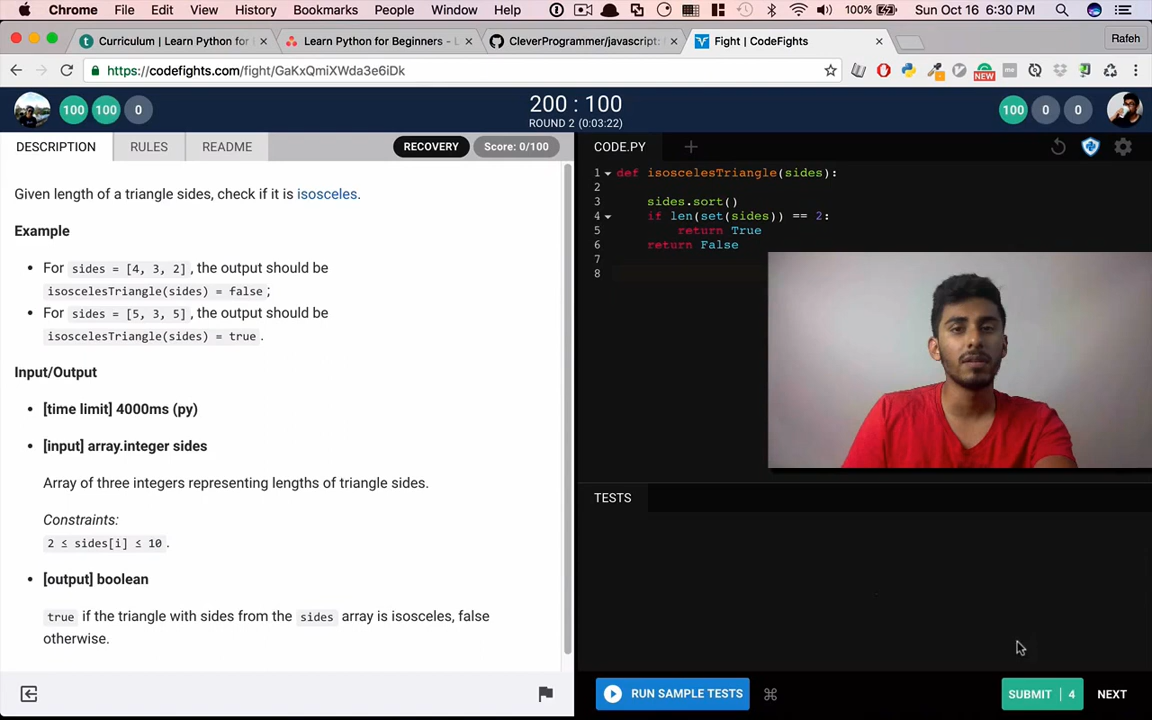 Chrome File Edit View History Bookmarks People Window Help 100% Sun Oct 16 6:30 PM
Curriculum | Learn Python for Learn Python for Beginners - L CleverProgrammer/javascript: Fight | CodeFights Rafeh
https://codefights.com/fight/GaKxQmiXWda3e6iDk NEW
100 100 0 200 : 100 100 0 0
ROUND 2 (0:03:22)
DESCRIPTION RULES README RECOVERY Score: 0/100 CODE.PY
Given length of a triangle sides, check if it is isosceles.
Example
• For sides = [4, 3, 2], the output should be
isoscelesTriangle(sides) = false;
• For sides = [5, 3, 5], the output should be
isoscelesTriangle(sides) = true.
Input/Output
• [time limit] 4000ms (py)
• [input] array.integer sides
Array of three integers representing lengths of triangle sides.
Constraints:
2 ≤ sides[i] ≤ 10.
• [output] boolean
true if the triangle with sides from the sides array is isosceles, false
otherwise.
1 def isoscelesTriangle(sides):
2
3 sides.sort()
4 if len(set(sides)) == 2:
5 return True
6 return False
7
8
TESTS
RUN SAMPLE TESTS SUBMIT | 4 NEXT